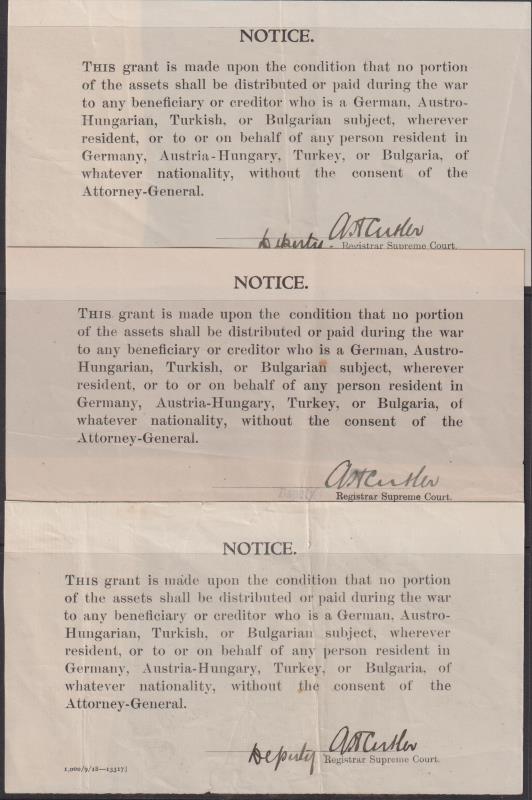 NOTICE.
THIS grant is made upon the condition that no portion
of the assets shall be distributed or paid during the war
to any beneficiary or creditor who is a German, Austro-
Hungarian, Turkish, or Bulgarian subject, wherever
resident, or to or on behalf of any person resident in
Germany, Austria-Hungary, Turkey, or Bulgaria, of
whatever nationality, without the consent of the
Attorney-General.
Deputy
Registrar Supreme Court.
NOTICE.
THIS grant is made upon the condition that no portion
of the assets shall be distributed or paid during the war
to any beneficiary or creditor who is a German, Austro-
Hungarian, Turkish, or Bulgarian subject, wherever
resident, or to or on behalf of any person resident in
Germany, Austria-Hungary, Turkey, or Bulgaria, of
whatever nationality, without the consent of the
Attorney-General.
Deputy Registrar Supreme Court.
NOTICE.
THIS grant is made upon the condition that no portion
of the assets shall be distributed or paid during the war
to any beneficiary or creditor who is a German, Austro-
Hungarian, Turkish, or Bulgarian subject, wherever
resident, or to or on behalf of any person resident in
Germany, Austria-Hungary, Turkey, or Bulgaria, of
whatever nationality, without the consent of the
Attorney-General.
Deputy Registrar Supreme Court.
1,000/9/18—13317]